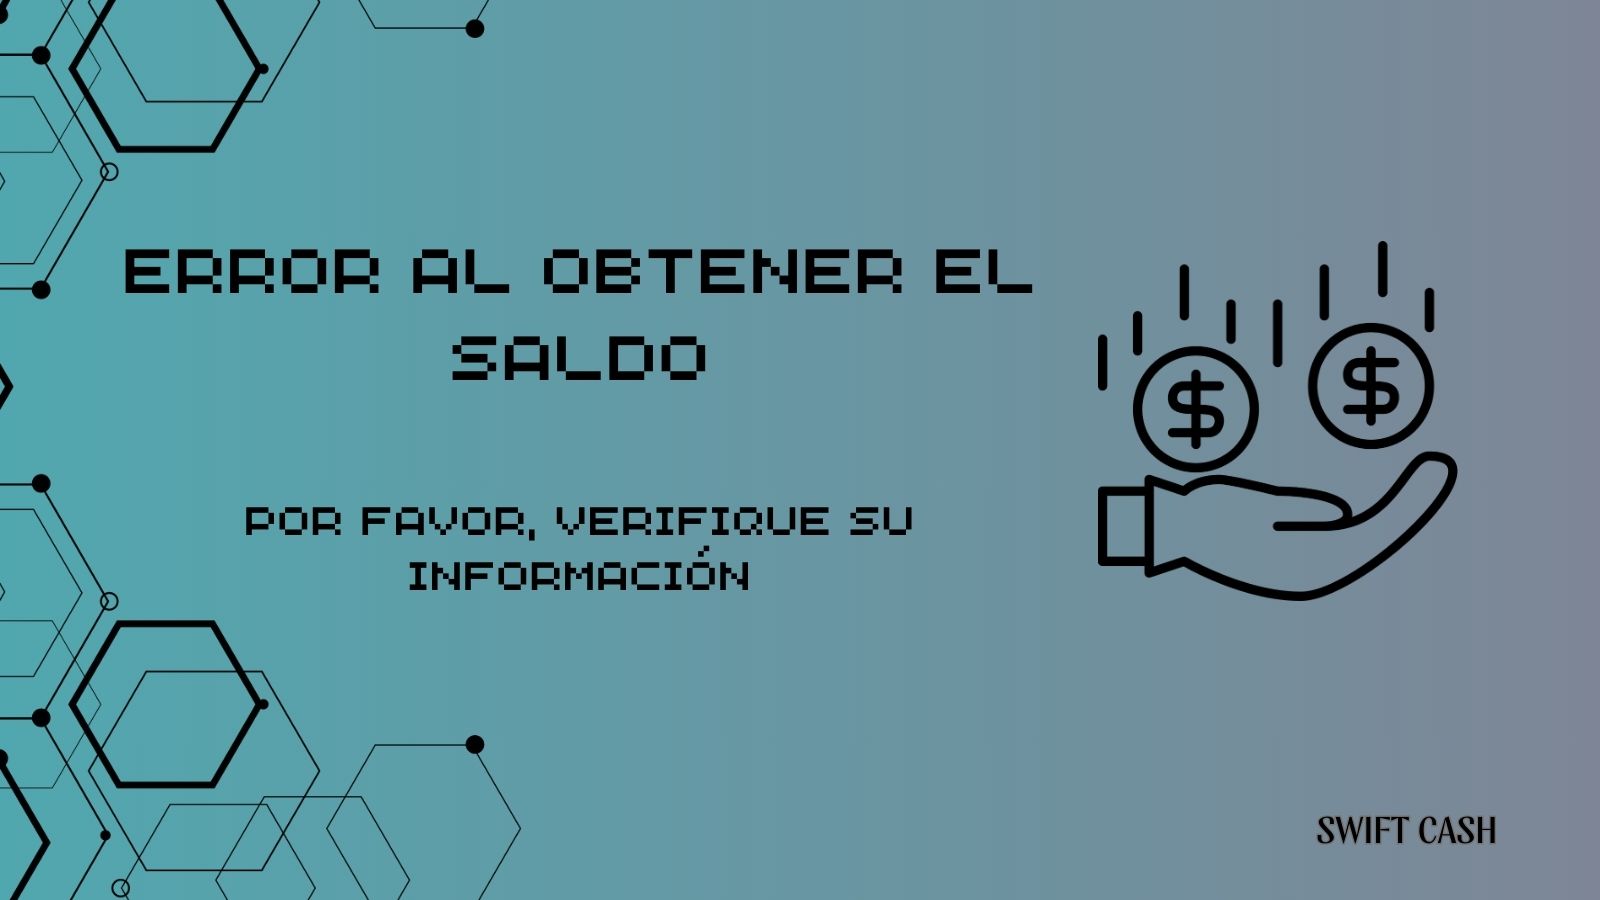 ERROR AL OBTENER EL
SALDO
POR FAVOR, VERIFIQUE SU
INFORMACIÓN
$ $
SWIFT CASH